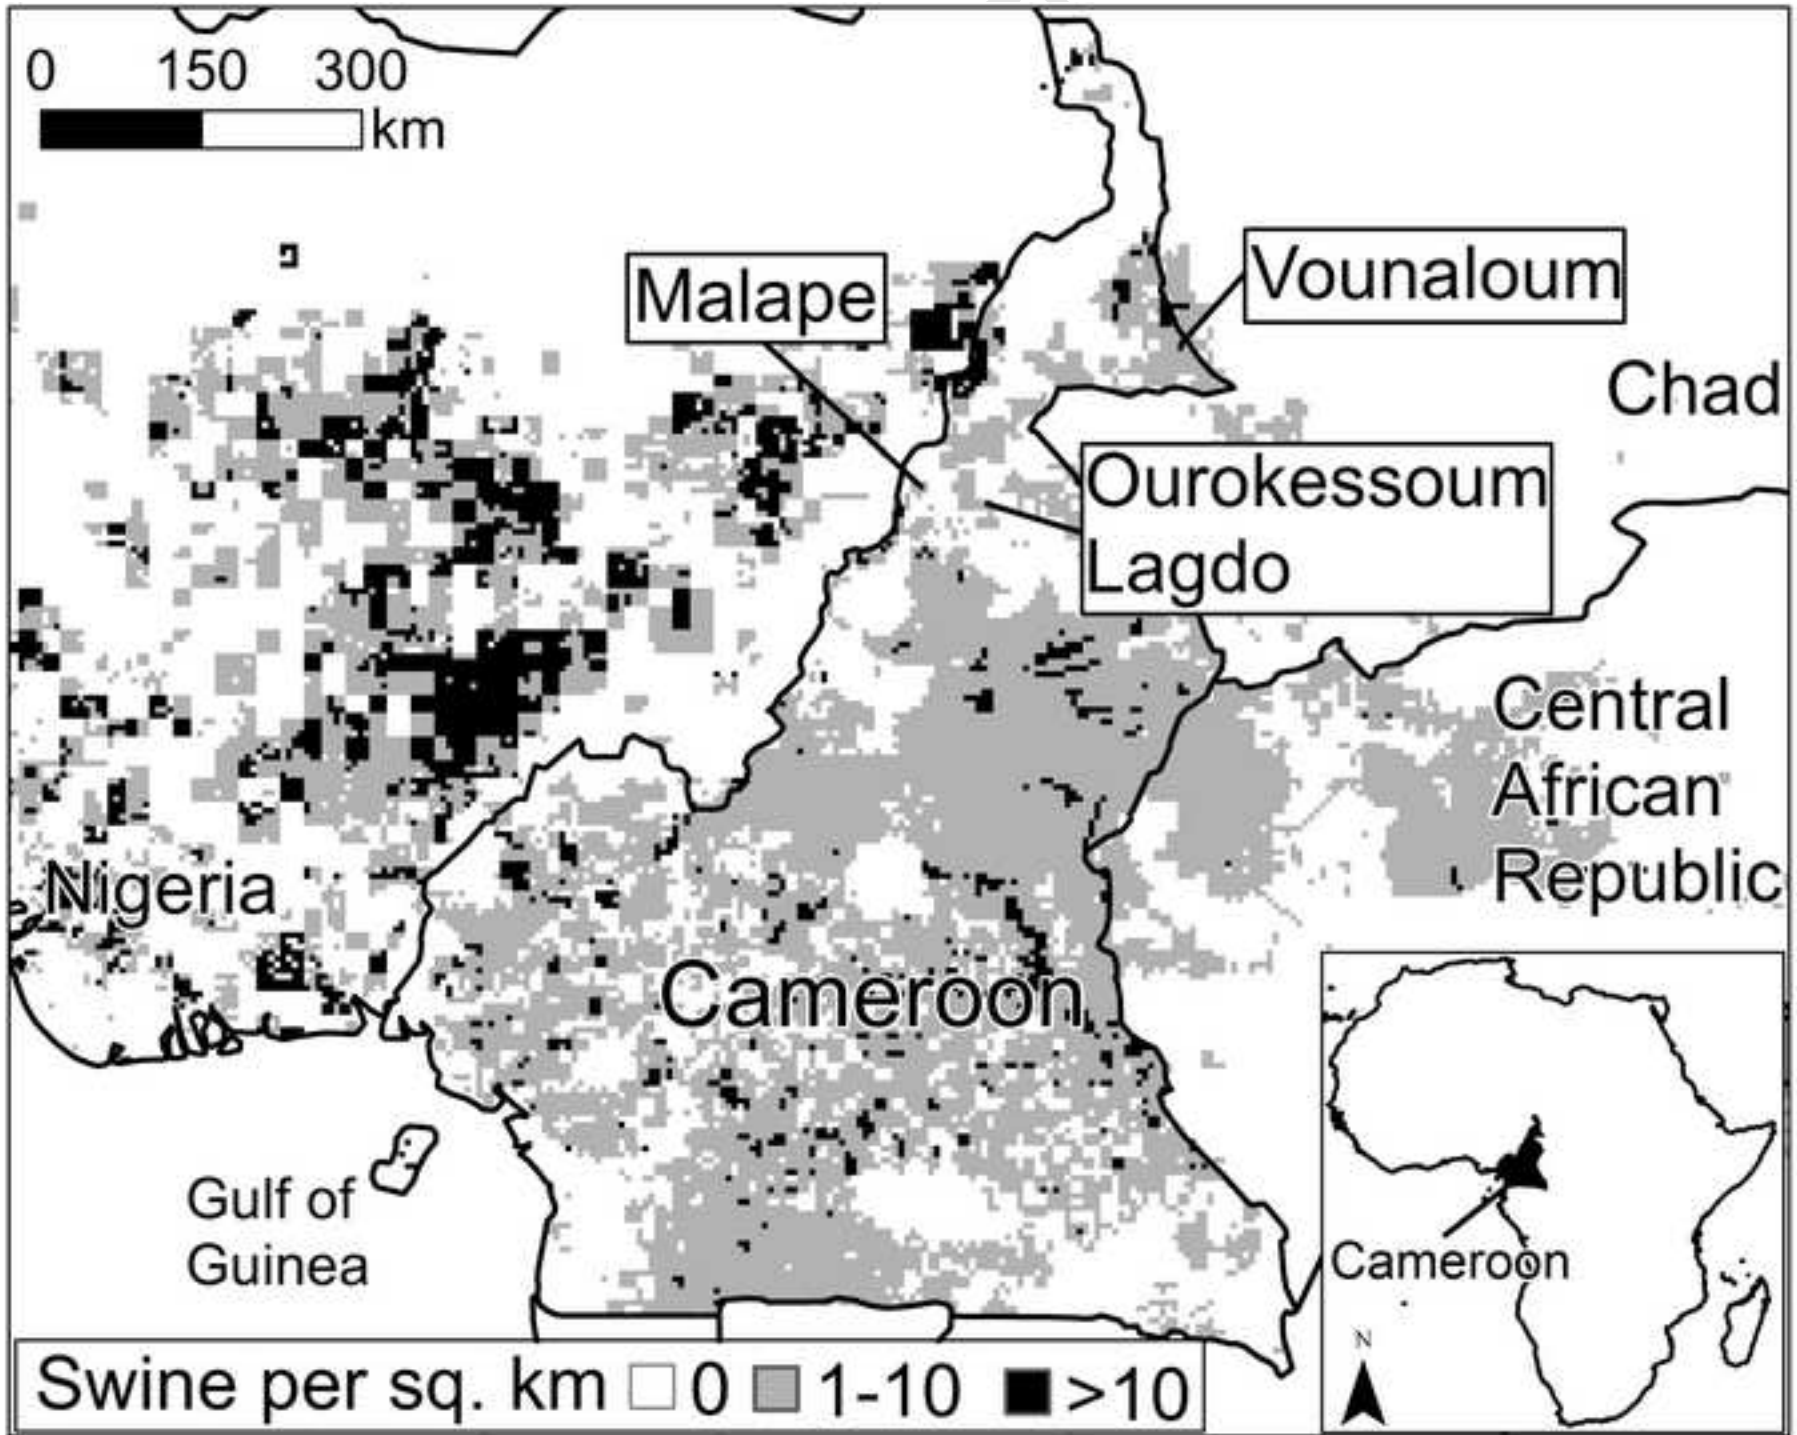 0 150 300
km
Malape
Vounaloum
Chad
Ourokessoum
Lagdo
Central
African
Republic
Nigeria
Cameroon
Gulf of
Guinea
Cameroon
N
Swine per sq. km 0 1-10 >10